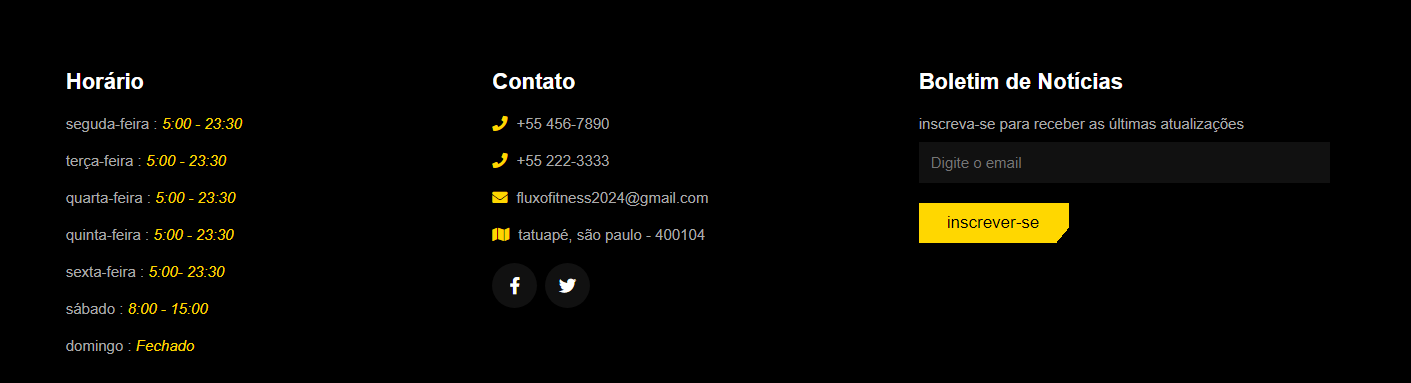 Horário
seguda-feira : 5:00 - 23:30
terça-feira : 5:00 - 23:30
quarta-feira : 5:00 - 23:30
quinta-feira : 5:00 - 23:30
sexta-feira : 5:00- 23:30
sábado : 8:00 - 15:00
domingo : Fechado
Contato
+55 456-7890
+55 222-3333
fluxofitness2024@gmail.com
tatuapé, são paulo - 400104
Boletim de Notícias
inscreva-se para receber as últimas atualizações
Digite o email
inscrever-se